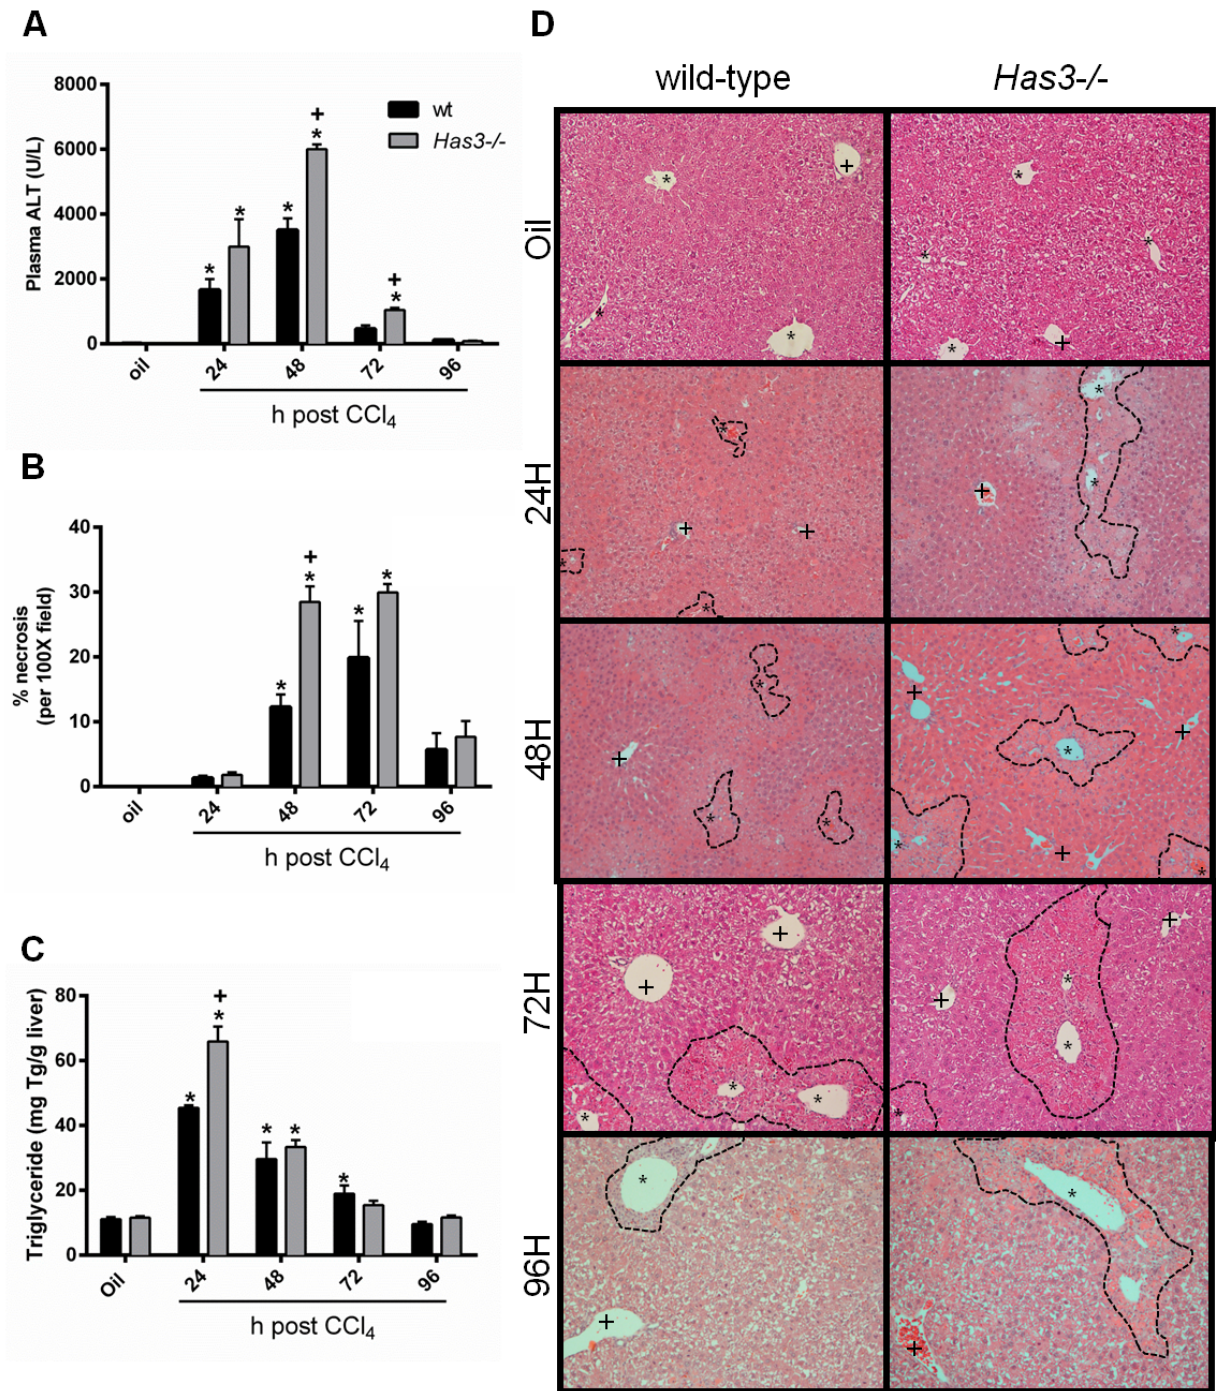 A
Plasma ALT (U/L)
8000
6000
4000
2000
0
wt
Has3-/-
*
*
*
+
*
+
*
oil
24
48
72
96
h post CCl4
B
% necrosis
(per 100X field)
40
30
20
10
0
*
+
*
*
*
oil
24
48
72
96
h post CCl4
C
Triglyceride (mg Tg/g liver)
80
60
40
20
0
*
+
*
*
*
*
Oil
24
48
72
96
h post CCl4
D
wild-type
Has3-/-
Oil
24H
48H
72H
96H